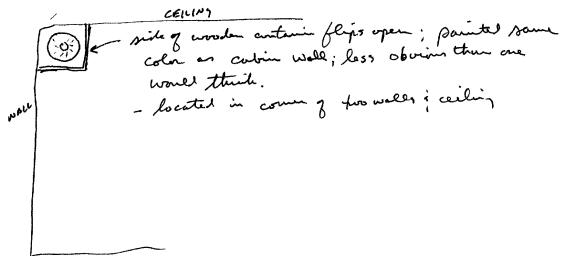 CEILING
side of wooden container flips open; painted same
color as cabin wall; less obvious than one
would think.
WALL
- located in corner of two walls & ceiling